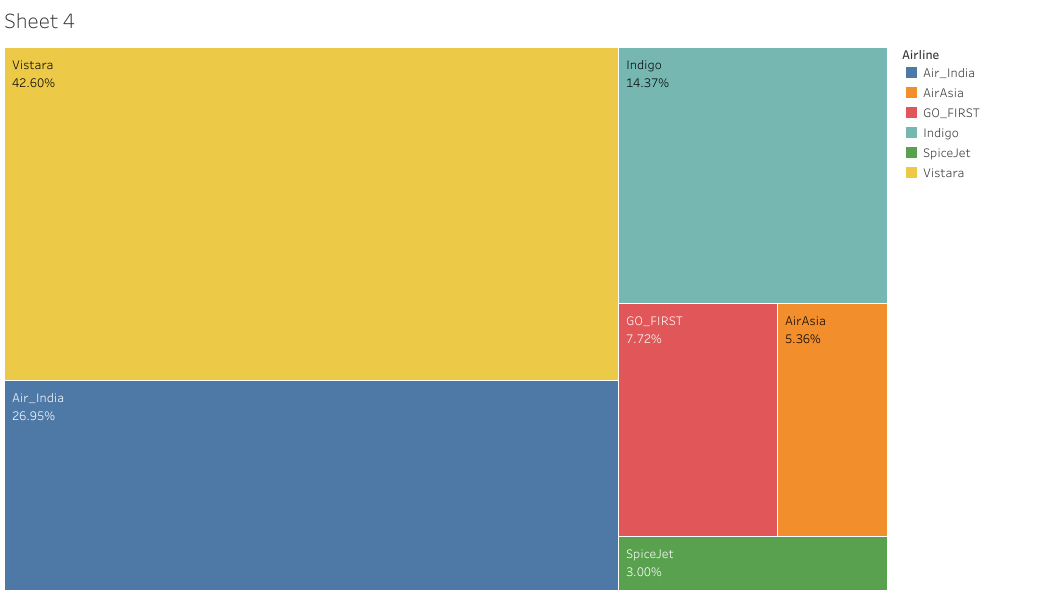 Sheet 4
Vistara
42.60%
Air_India
26.95%
Indigo
14.37%
GO_FIRST
7.72%
AirAsia
5.36%
SpiceJet
3.00%
Airline
Air_India
AirAsia
GO_FIRST
Indigo
SpiceJet
Vistara